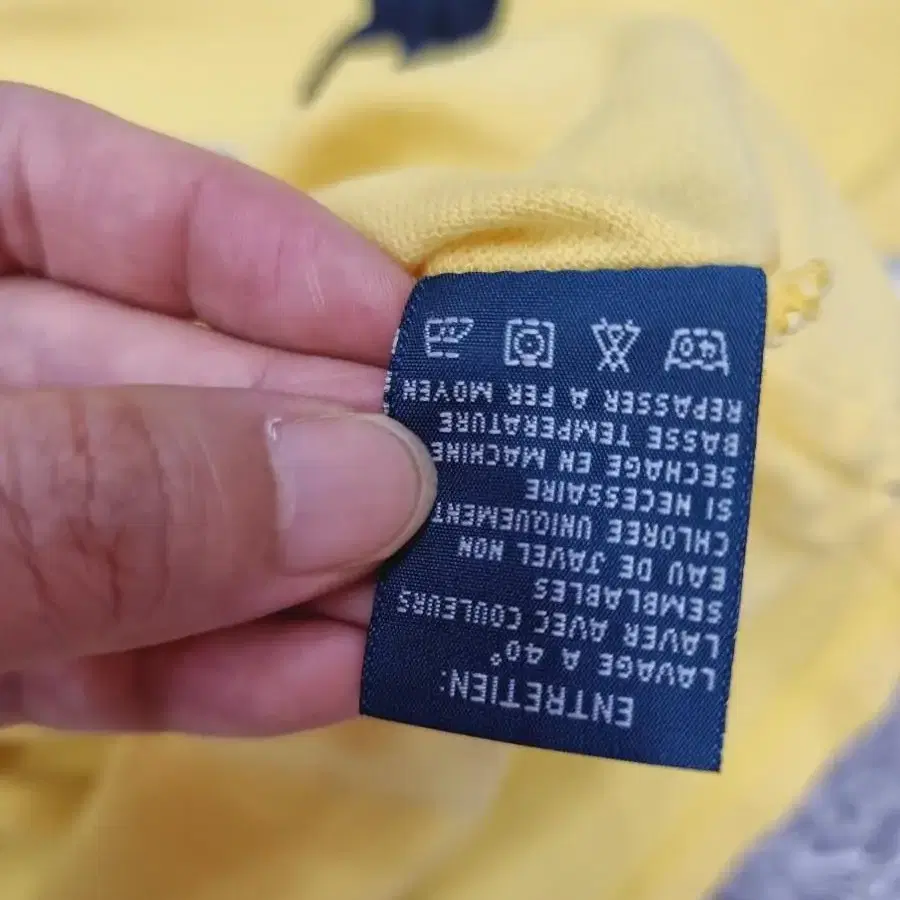 ENTRETIEN:
LAVAGE A 40°
LAVER AVEC COULEURS
SEMBLABLES
EAU DE JAVEL NON
CHLOREE UNIQUEMENT
SI NECESSAIRE
SECHAGE EN MACHINE
BASSE TEMPERATURE
REPASSER A FER MOYEN
40